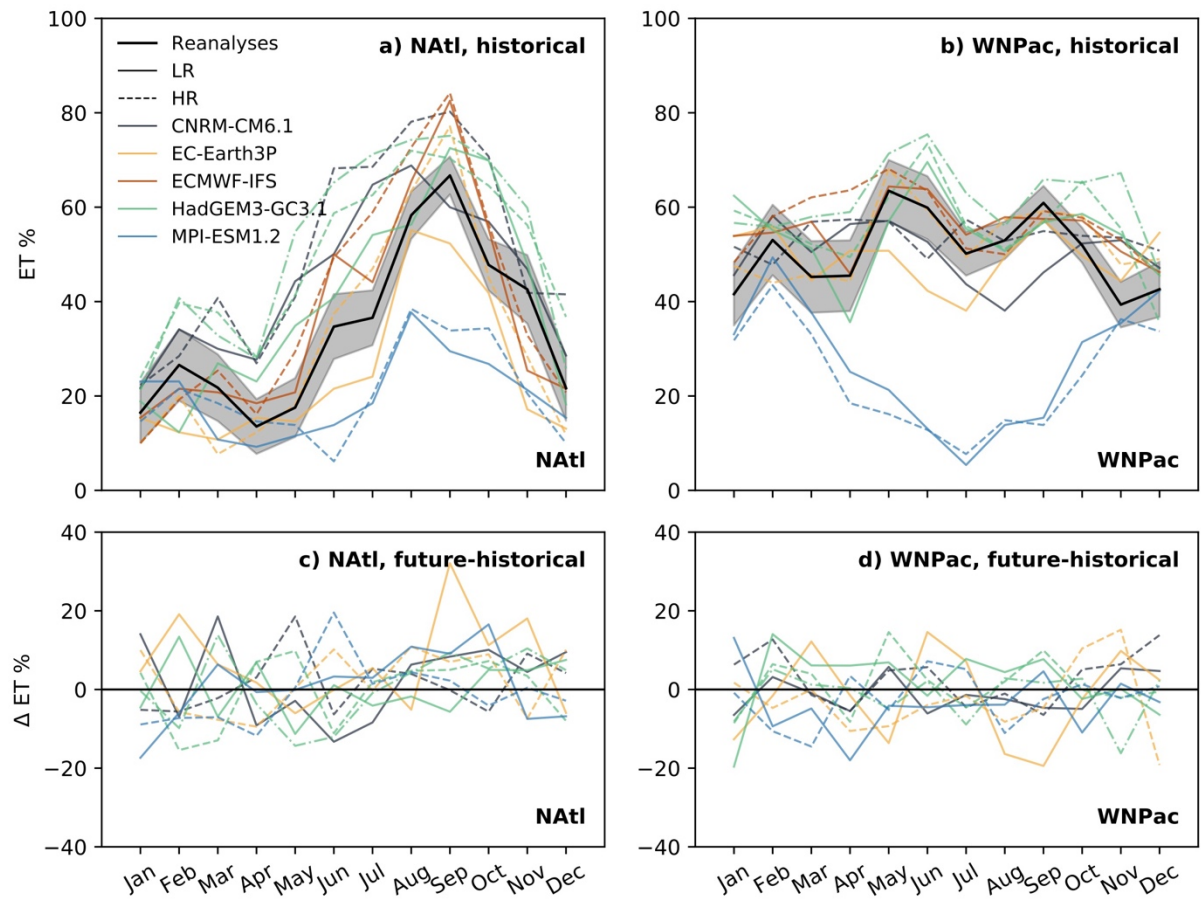 a) NAtl, historical
Reanalyses
LR
HR
CNRM-CM6.1
EC-Earth3P
ECMWF-IFS
HadGEM3-GC3.1
MPI-ESM1.2
NAtl
ET %
100
80
60
40
20
0
b) WNPac, historical
WNPac
100
80
60
40
20
0
c) NAtl, future-historical
NAtl
Δ ET %
40
20
0
−20
−40
Jan Feb Mar Apr May Jun Jul Aug Sep Oct Nov Dec
d) WNPac, future-historical
WNPac
40
20
0
−20
−40
Jan Feb Mar Apr May Jun Jul Aug Sep Oct Nov Dec